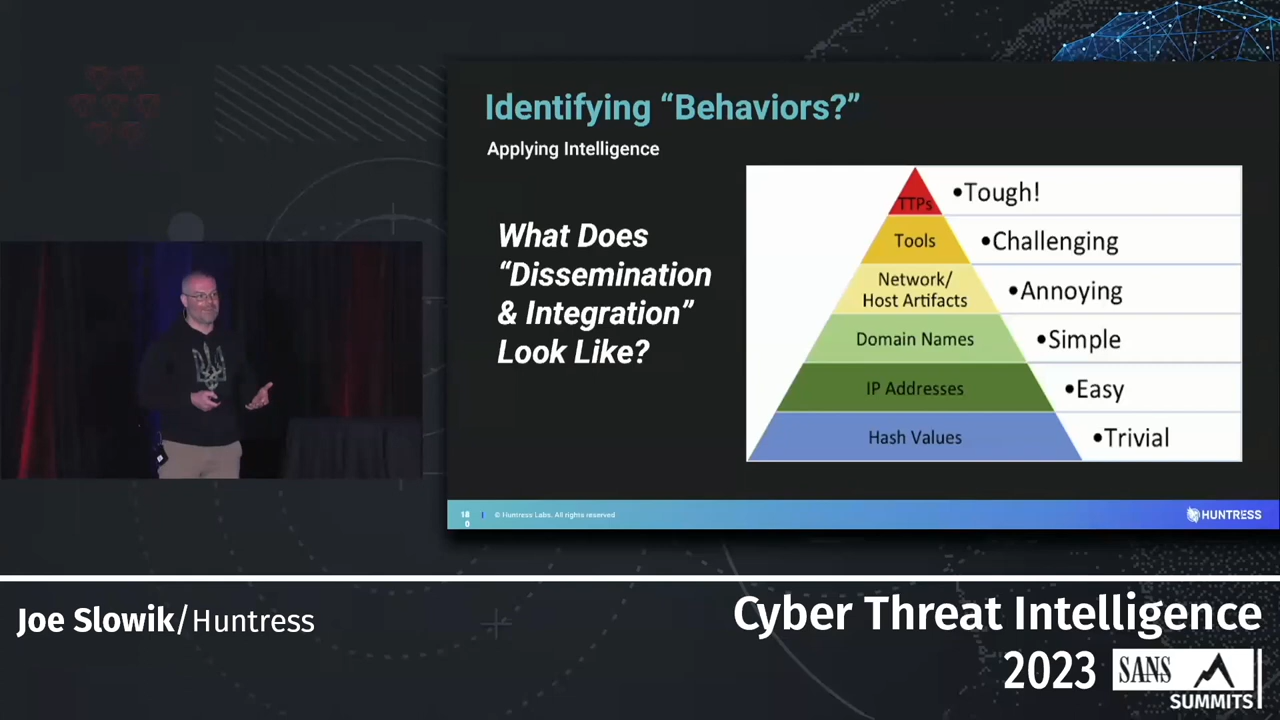 Identifying “Behaviors?”
Applying Intelligence
What Does
“Dissemination
& Integration”
Look Like?
TTPs
•Tough!
Tools
•Challenging
Network/
Host Artifacts
•Annoying
Domain Names
•Simple
IP Addresses
•Easy
Hash Values
•Trivial
18
0
© Huntress Labs. All rights reserved
HUNTRESS
Joe Slowik/Huntress
Cyber Threat Intelligence
2023
SANS
SUMMITS